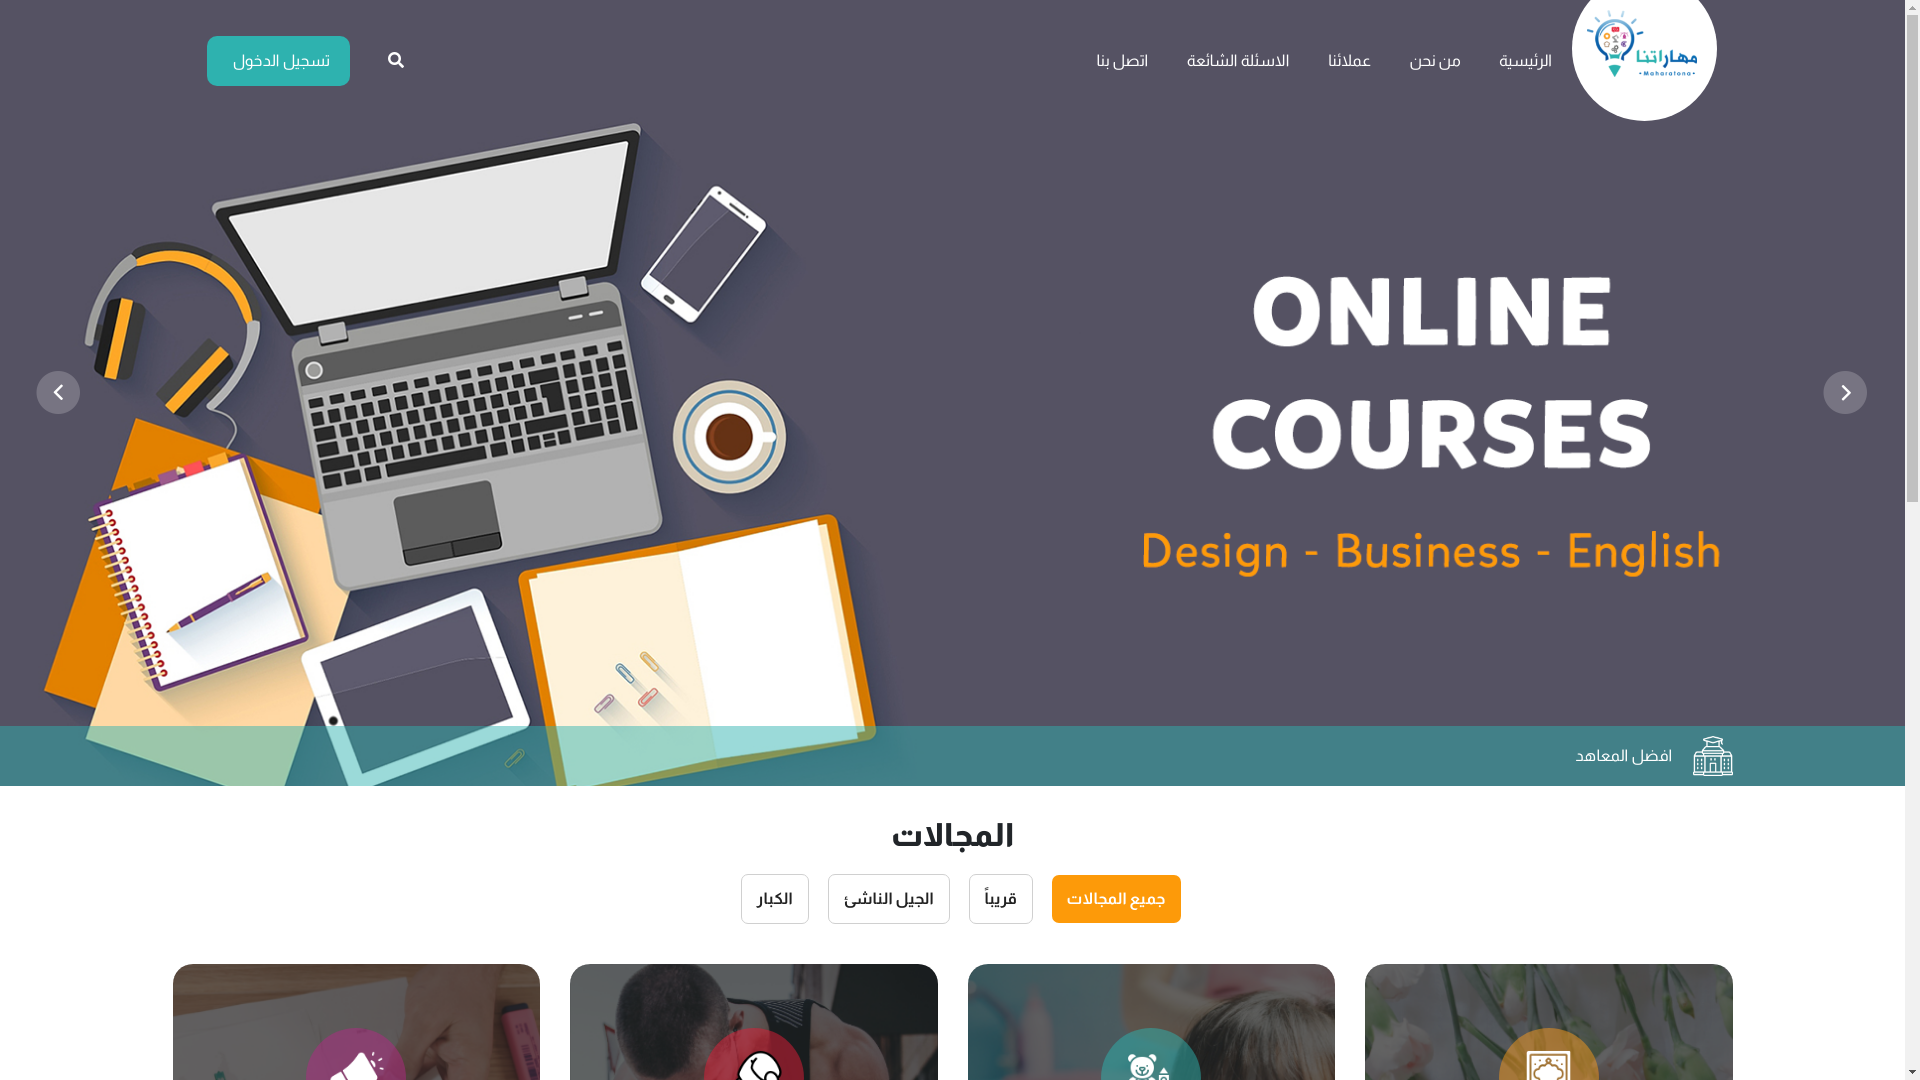 مهاراتنا
• Maharatona •
الرئيسية
من نحن
عملائنا
الاسئلة الشائعة
اتصل بنا
تسجيل الدخول
ONLINE
COURSES
Design - Business - English
افضل المعاهد
المجالات
جميع المجالات
قريباً
الجيل الناشئ
الكبار